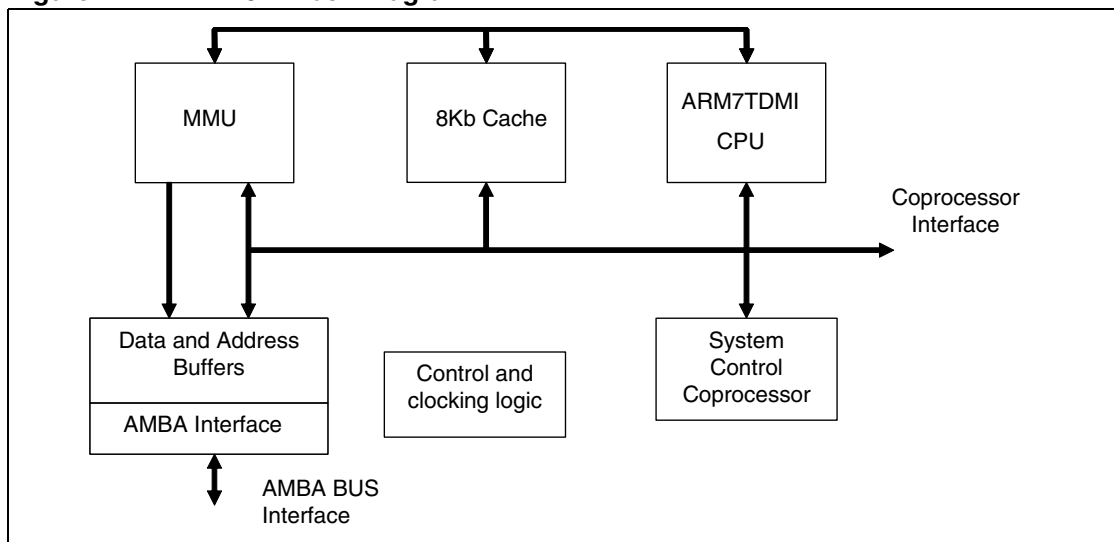 MMU
8Kb Cache
ARM7TDMI
CPU
Coprocessor
Interface
Data and Address
Buffers
AMBA Interface
Control and
clocking logic
System
Control
Coprocessor
AMBA BUS
Interface